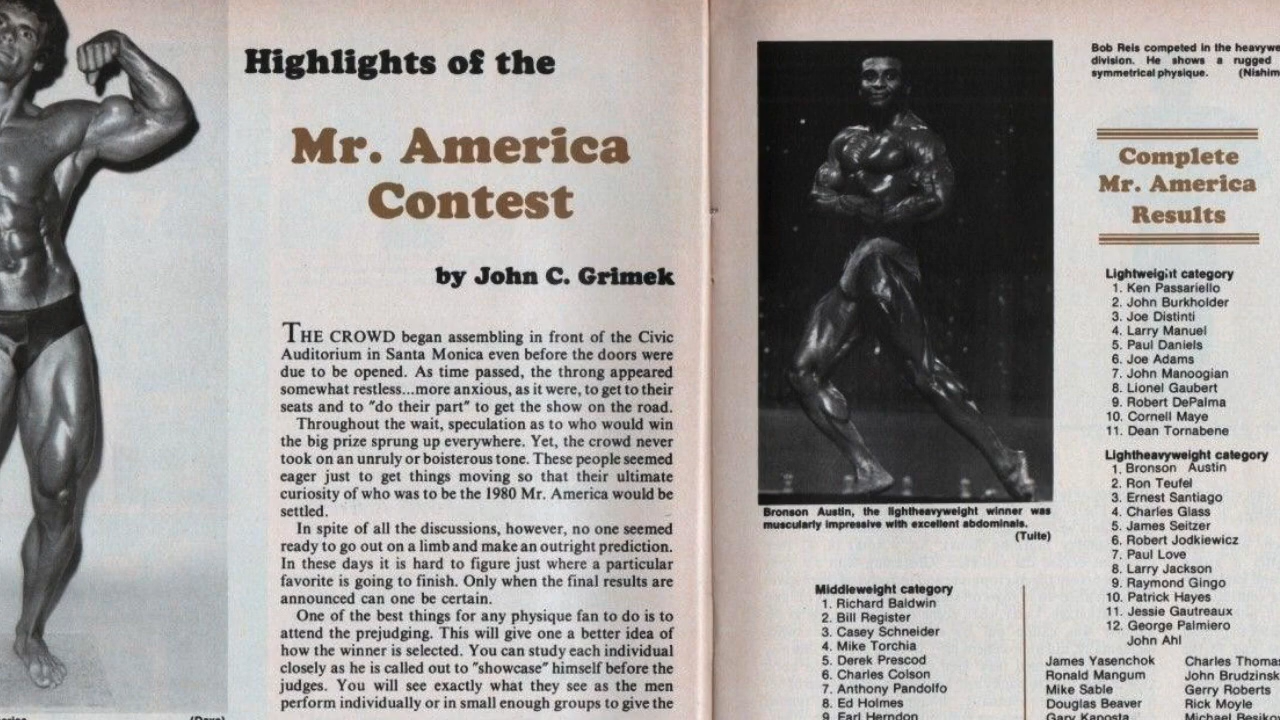 Highlights of the
Mr. America
Contest
by John C. Grimek
THE CROWD began assembling in front of the Civic
Auditorium in Santa Monica even before the doors were
due to be opened. As time passed, the throng appeared
somewhat restless...more anxious, as it were, to get to their
seats and to "do their part" to get the show on the road.
Throughout the wait, speculation as to who would win
the big prize sprung up everywhere. Yet, the crowd never
took on an unruly or boisterous tone. These people seemed
eager just to get things moving so that their ultimate
curiosity of who was to be the 1980 Mr. America would be
settled.
In spite of all the discussions, however, no one seemed
ready to go out on a limb and make an outright prediction.
In these days it is hard to figure just where a particular
favorite is going to finish. Only when the final results are
announced can one be certain.
One of the best things for any physique fan to do is to
attend the prejudging. This will give one a better idea of
how the winner is selected. You can study each individual
closely as he is called out to "showcase" himself before the
judges. You will see exactly what they see as the men
perform individually or in small enough groups to give the
Bronson Austin, the lightheavyweight winner was
muscularly impressive with excellent abdominals.
(Tuite)
Middleweight category
1. Richard Baldwin
2. Bill Register
3. Casey Schneider
4. Mike Torchia
5. Derek Prescod
6. Charles Colson
7. Anthony Pandolfo
8. Ed Holmes
9. Earl Herndon
Bob Reis competed in the heavywe
division. He shows a rugged
symmetrical physique. (Nishim
Complete
Mr. America
Results
Lightweight category
1. Ken Passariello
2. John Burkholder
3. Joe Distinti
4. Larry Manuel
5. Paul Daniels
6. Joe Adams
7. John Manoogian
8. Lionel Gaubert
9. Robert DePalma
10. Cornell Maye
11. Dean Tornabene
Lightheavyweight category
1. Bronson Austin
2. Ron Teufel
3. Ernest Santiago
4. Charles Glass
5. James Seitzer
6. Robert Jodkiewicz
7. Paul Love
8. Larry Jackson
9. Raymond Gingo
10. Patrick Hayes
11. Jessie Gautreaux
12. George Palmiero
John Ahl
James Yasenchok Charles Thomas
Ronald Mangum John Brudzinsk
Mike Sable Gerry Roberts
Douglas Beaver Rick Moyle
Gary Kaposta